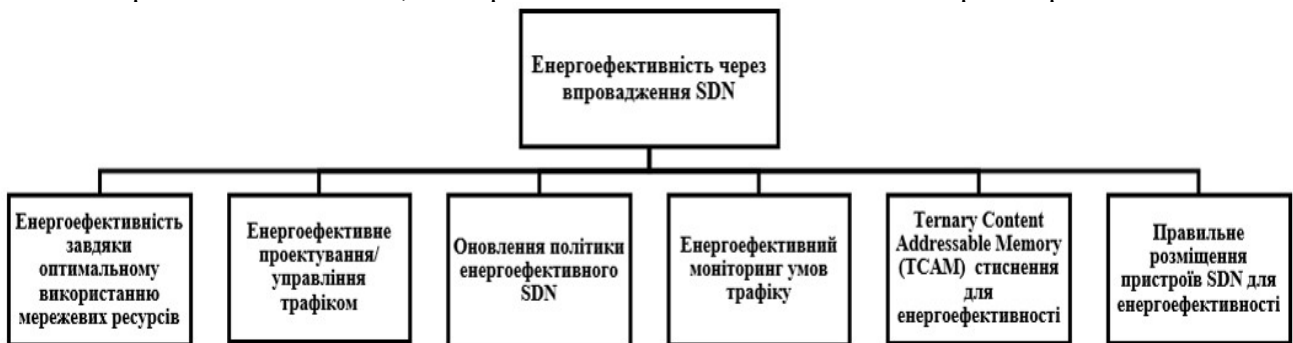 Енергоефективність через
впровадження SDN
Енергоефективність
завдяки
оптимальному
використанню
мережевих ресурсів
Енергоефективне
проектування/
управління
трафіком
Оновлення політики
енергоефективного
SDN
Енергоефективний
моніторинг умов
трафіку
Ternary Content
Addressable Memory
(TCAM) стиснення
для
енергоефективності
Правильне
розміщення
пристроїв SDN для
енергоефективності